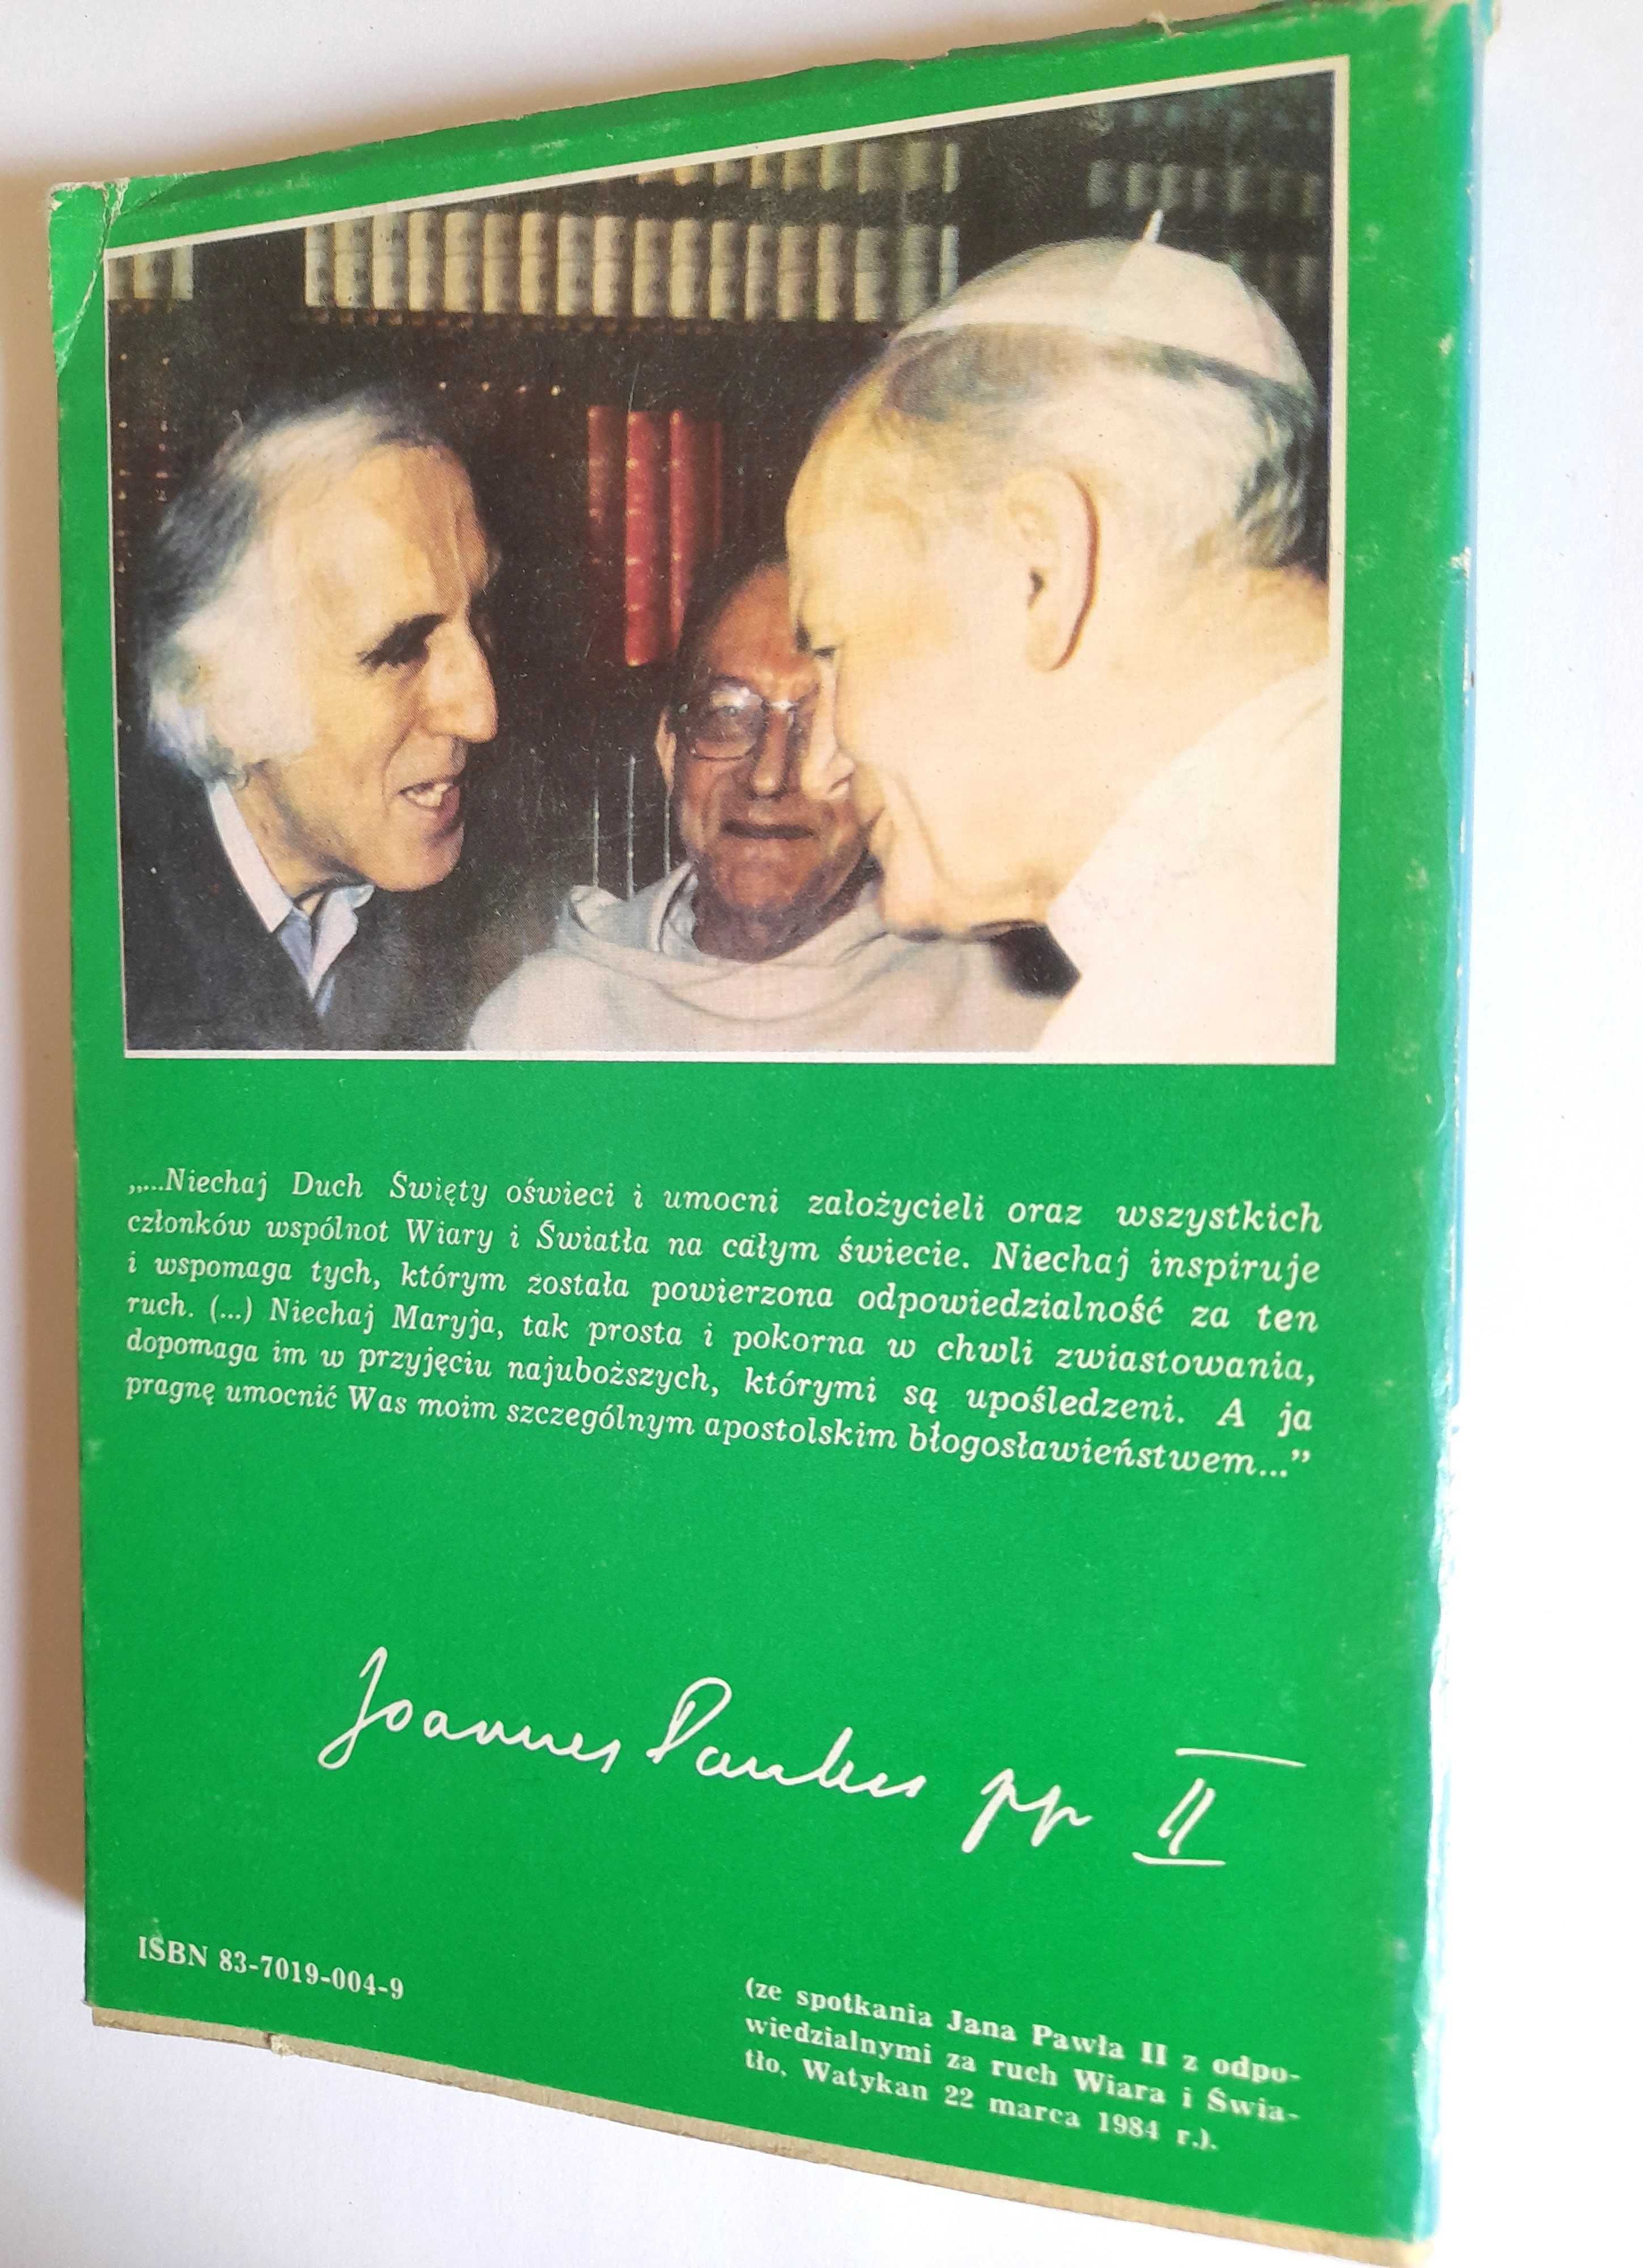 „...Niechaj Duch Święty oświeci i umocni założycieli oraz wszystkich
członków wspólnot Wiary i Światła na całym świecie. Niechaj inspiruje
i wspomaga tych, którym została powierzona odpowiedzialność za ten
ruch. (...) Niechaj Maryja, tak prosta i pokorna w chwli zwiastowania,
dopomaga im w przyjęciu najuboższych, którymi są upośledzeni. A ja
pragnę umocnić Was moim szczególnym apostolskim błogosławieństwem...”
Joannes Paulus pp II
ISBN 83-7019-004-9
(ze spotkania Jana Pawła II z odpo-
wiedzialnymi za ruch Wiara i Świa-
tło, Watykan 22 marca 1984 r.).